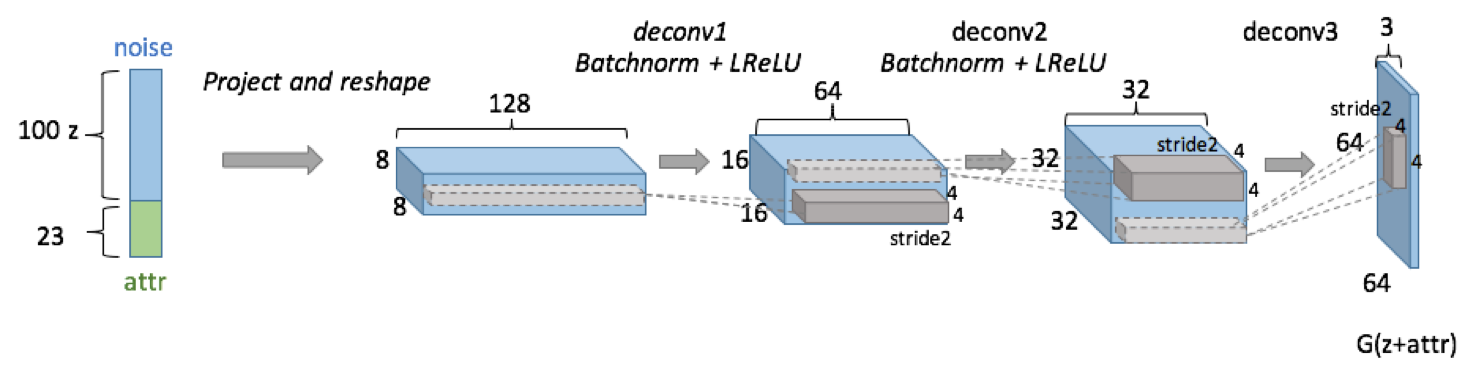 noise
100 z
23
attr
Project and reshape
128
8
8
deconv1
Batchnorm + LReLU
64
16
16
4
4
stride2
deconv2
Batchnorm + LReLU
32
32
32
stride2
4
4
deconv3
3
stride2
4
64
4
64
G(z+attr)